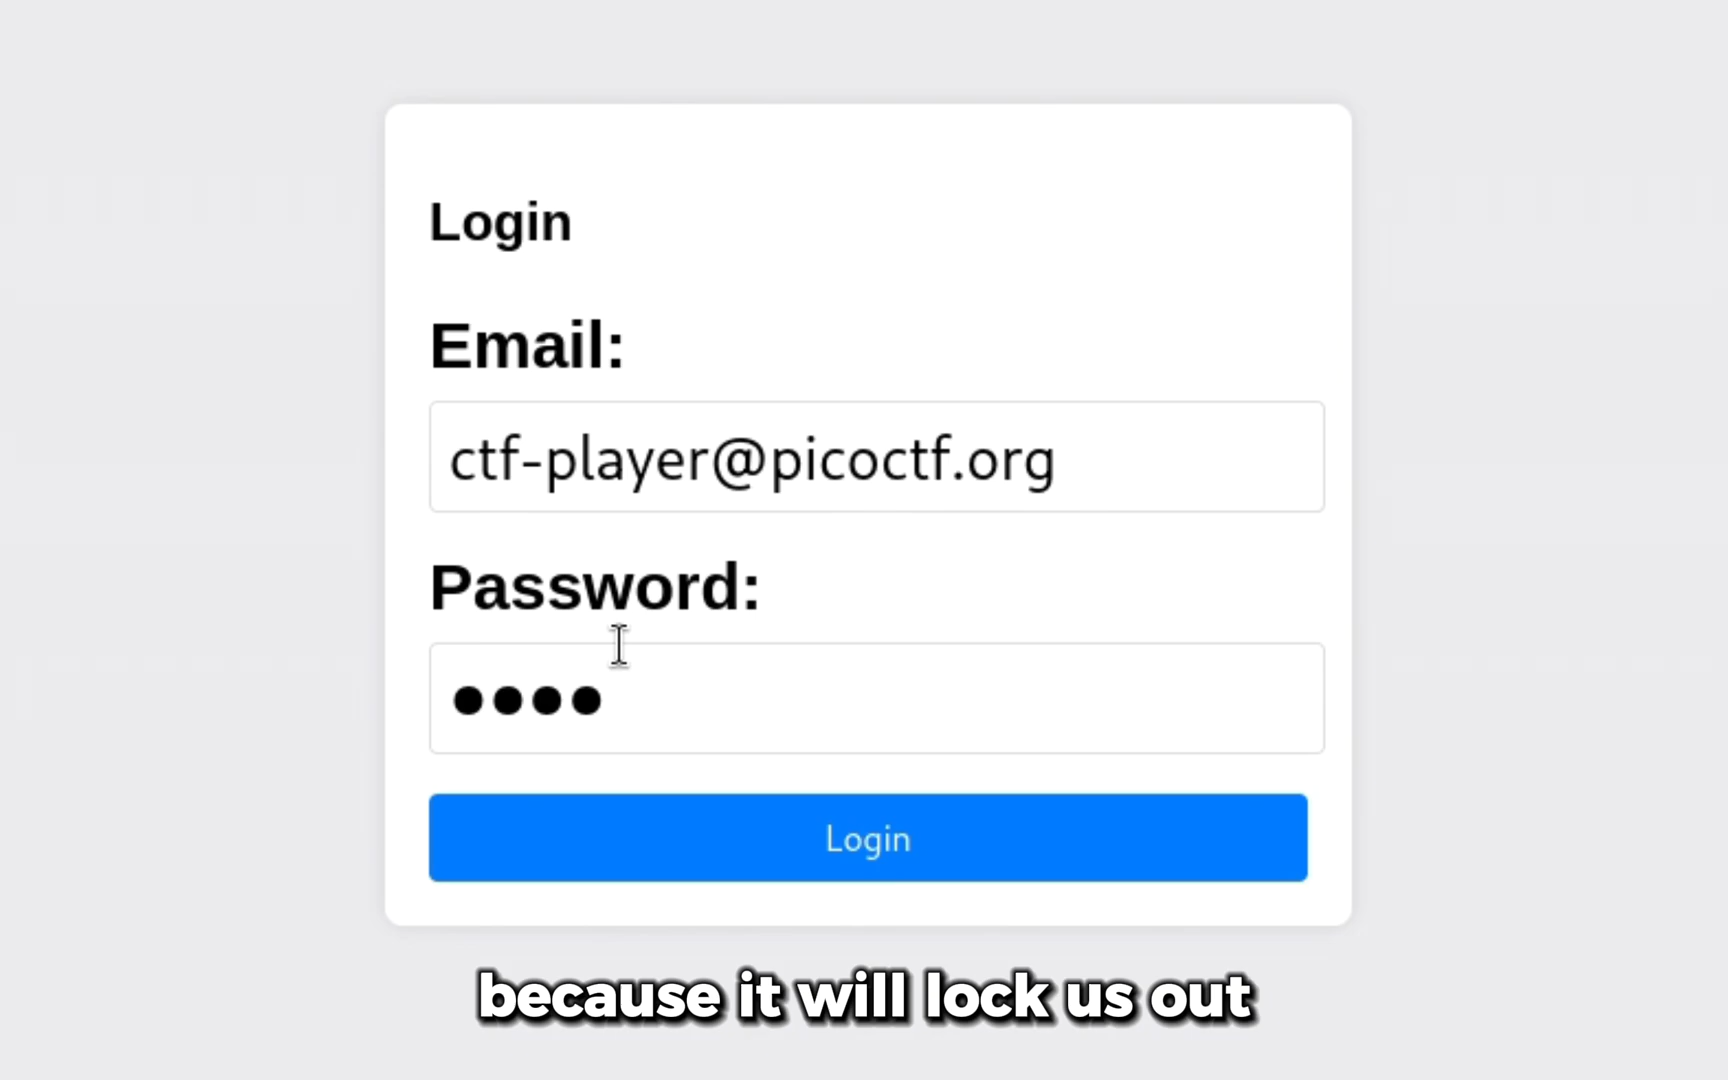 Login
Email:
ctf-player@picoctf.org
Password:
Login
because it will lock us out